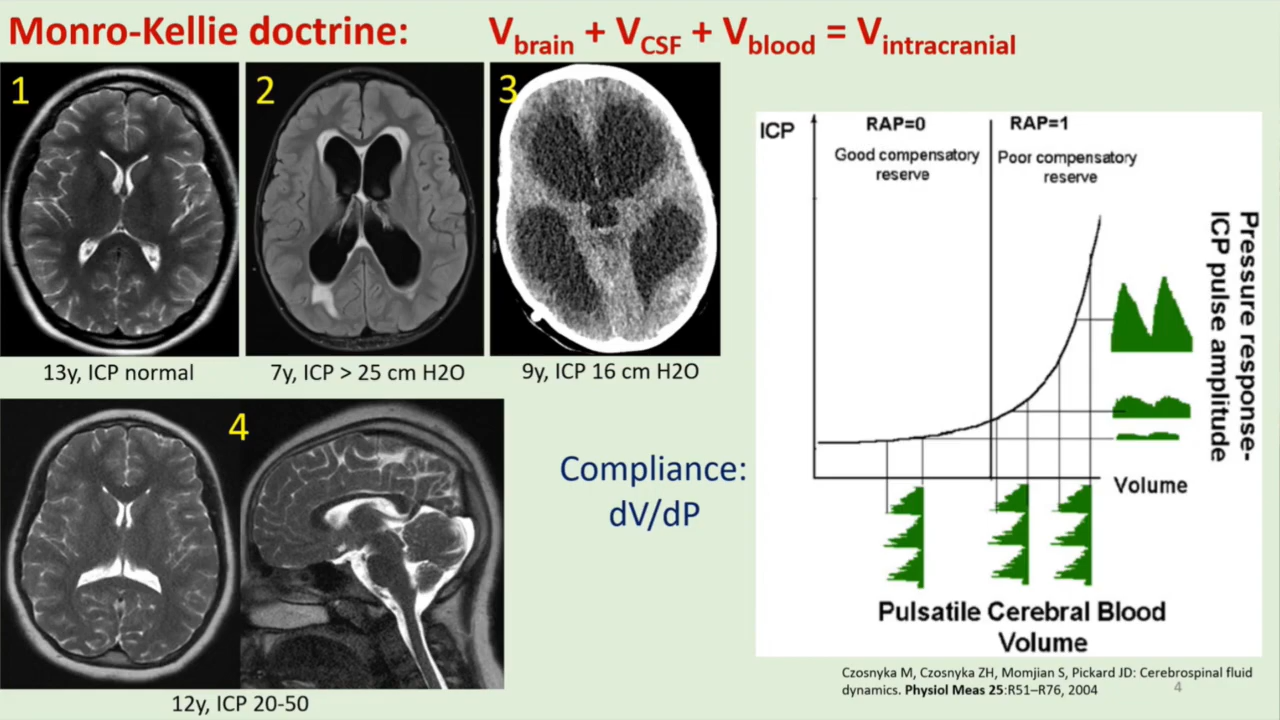 Monro-Kellie doctrine: Vbrain + VCSF + Vblood = Vintracranial
1
2
3
13y, ICP normal
7y, ICP > 25 cm H2O
9y, ICP 16 cm H2O
4
12y, ICP 20-50
Compliance:
dV/dP
ICP
RAP=0
RAP=1
Good compensatory
reserve
Poor compensatory
reserve
Pressure response-
ICP pulse amplitude
Volume
Pulsatile Cerebral Blood
Volume
Czosnyka M, Czosnyka ZH, Momjian S, Pickard JD: Cerebrospinal fluid
dynamics. Physiol Meas 25:R51–R76, 2004
4